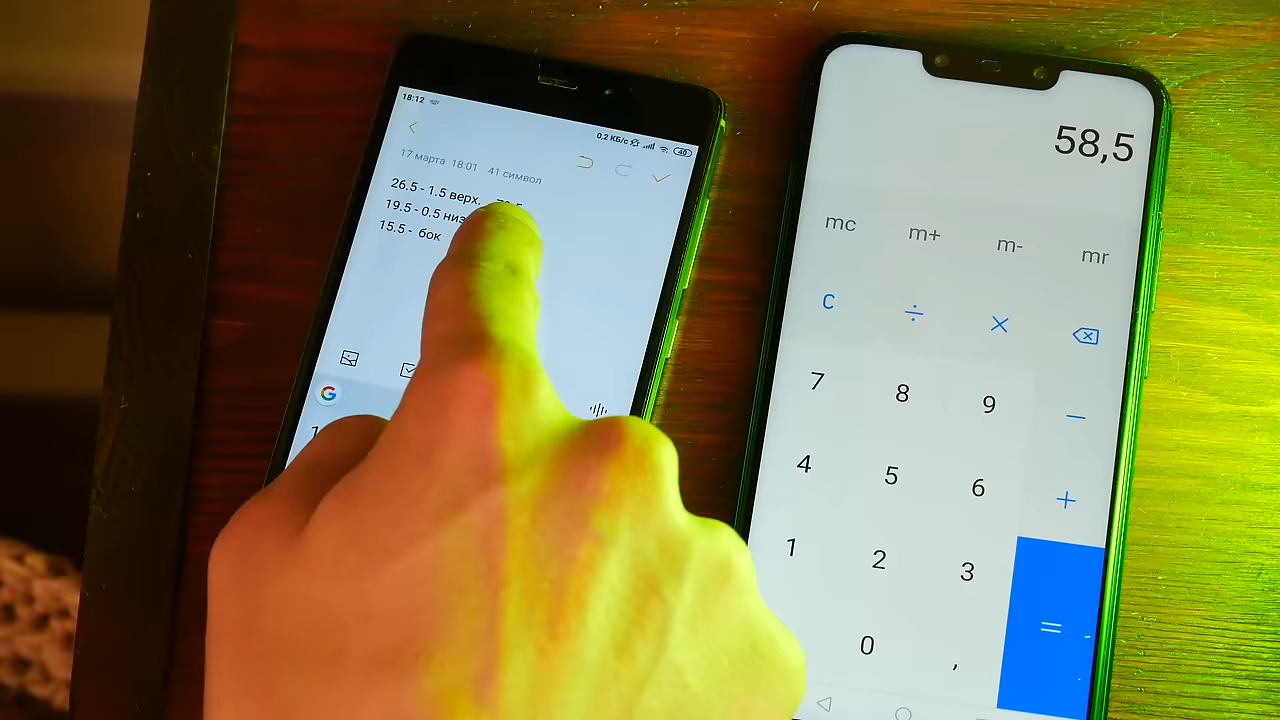 18:12
0,2 КБ/с
40
17 марта 18:01 41 символ
26.5 - 1.5 верх.
19.5 - 0.5
15.5 - бок
G
1
58,5
mc m+ m- mr
C ÷ ×
7 8 9 −
4 5 6 +
1 2 3
0 , =